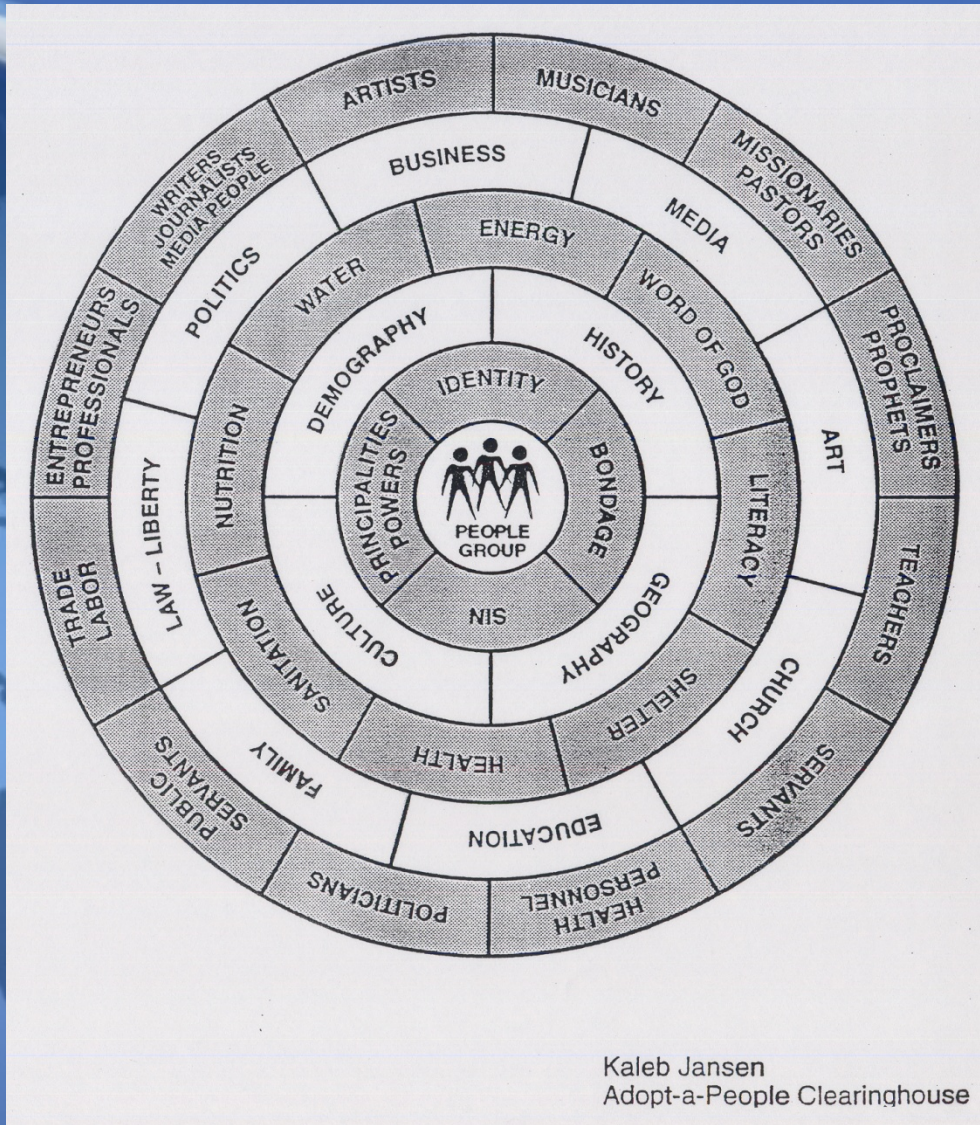 ARTISTS
MUSICIANS
MISSIONARIES
PASTORS
PROCLAIMERS
PROPHETS
TEACHERS
SERVANTS
HEALTH
PERSONNEL
POLITICIANS
PUBLIC
SERVANTS
TRADE
LABOR
ENTREPRENEURS
PROFESSIONALS
WRITERS
JOURNALISTS
MEDIA PEOPLE
BUSINESS
MEDIA
ART
CHURCH
EDUCATION
FAMILY
LAW – LIBERTY
POLITICS
ENERGY
WORD OF GOD
LITERACY
SHELTER
HEALTH
SANITATION
NUTRITION
WATER
DEMOGRAPHY
HISTORY
GEOGRAPHY
CULTURE
IDENTITY
BONDAGE
SIN
PRINCIPALITIES
POWERS
PEOPLE
GROUP
Kaleb Jansen
Adopt-a-People Clearinghouse